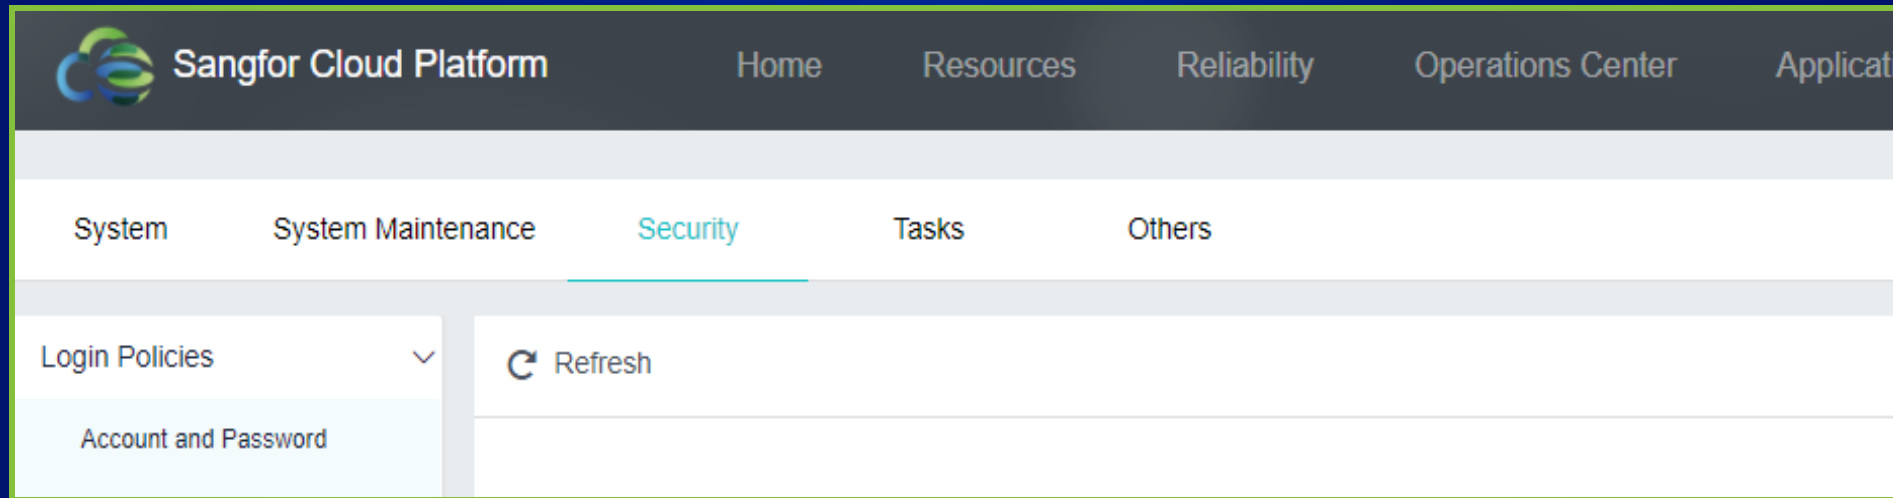 Sangfor Cloud Platform Home Resources Reliability Operations Center Applicat
System System Maintenance Security Tasks Others
Login Policies Refresh
Account and Password